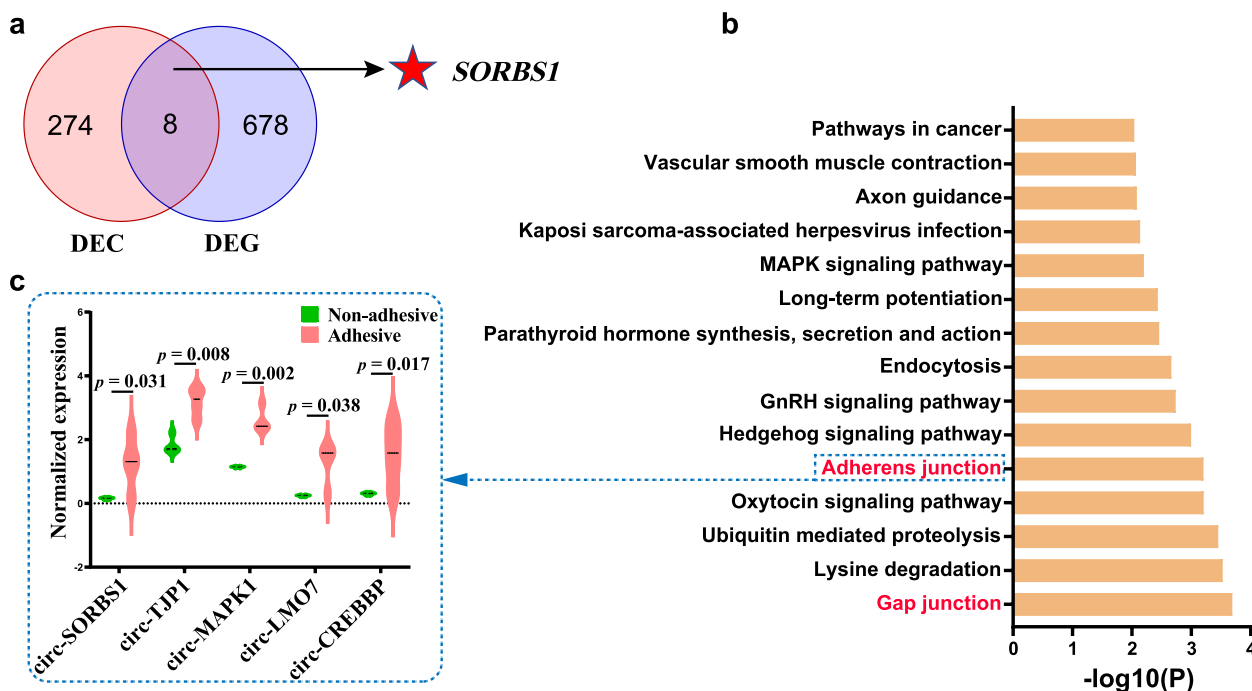 a
274
8
678
SORBS1
DEC
DEG
b
Pathways in cancer
Vascular smooth muscle contraction
Axon guidance
Kaposi sarcoma-associated herpesvirus infection
MAPK signaling pathway
Long-term potentiation
Parathyroid hormone synthesis, secretion and action
Endocytosis
GnRH signaling pathway
Hedgehog signaling pathway
Adherens junction
Oxytocin signaling pathway
Ubiquitin mediated proteolysis
Lysine degradation
Gap junction
0 1 2 3 4
-log10(P)
c
Non-adhesive
Adhesive
Normalized expression
6
4
2
0
-2
p = 0.031
p = 0.008
p = 0.002
p = 0.038
p = 0.017
circ-SORBS1
circ-TJP1
circ-MAPK1
circ-LMO7
circ-CREBBP